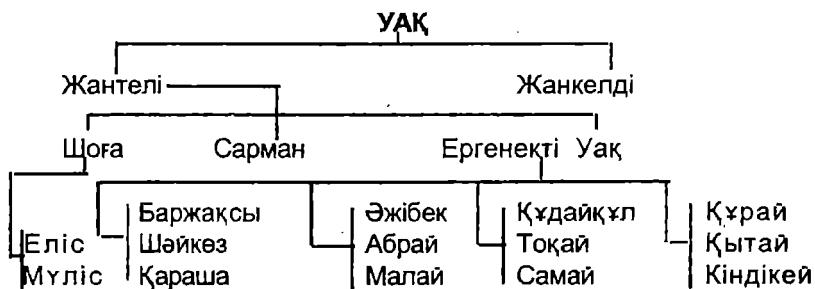 УАҚ
Жантелі Жанкелді
Шоға Сарман Ергенекті Уақ
Еліс
Мүліс
Баржақсы
Шәйкөз
Қараша
Әжібек
Абрай
Малай
Құдайқұл
Тоқай
Самай
Құрай
Қытай
Кіндікей